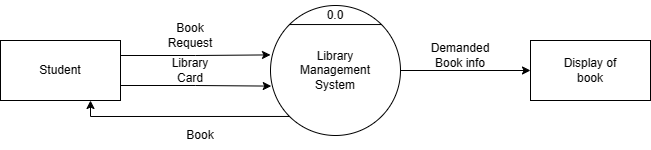 0.0
Book
Request
Student
Library
Card
Library
Management
System
Demanded
Book info
Display of
book
Book